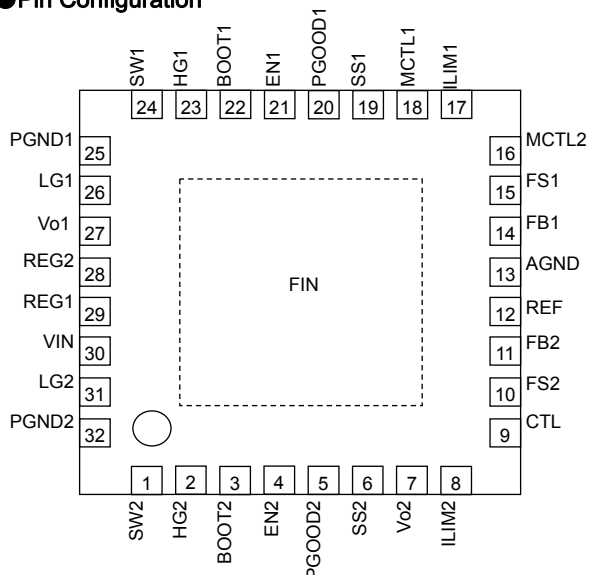 ●Pin Configuration
SW1 HG1 BOOT1 EN1 PGOOD1 SS1 MCTL1 ILIM1
24 23 22 21 20 19 18 17
PGND1 25 16 MCTL2
LG1 26 15 FS1
Vo1 27 14 FB1
REG2 28 13 AGND
FIN
REG1 29 12 REF
VIN 30 11 FB2
LG2 31 10 FS2
PGND2 32 9 CTL
1 2 3 4 5 6 7 8
SW2 HG2 BOOT2 EN2 PGOOD2 SS2 Vo2 ILIM2